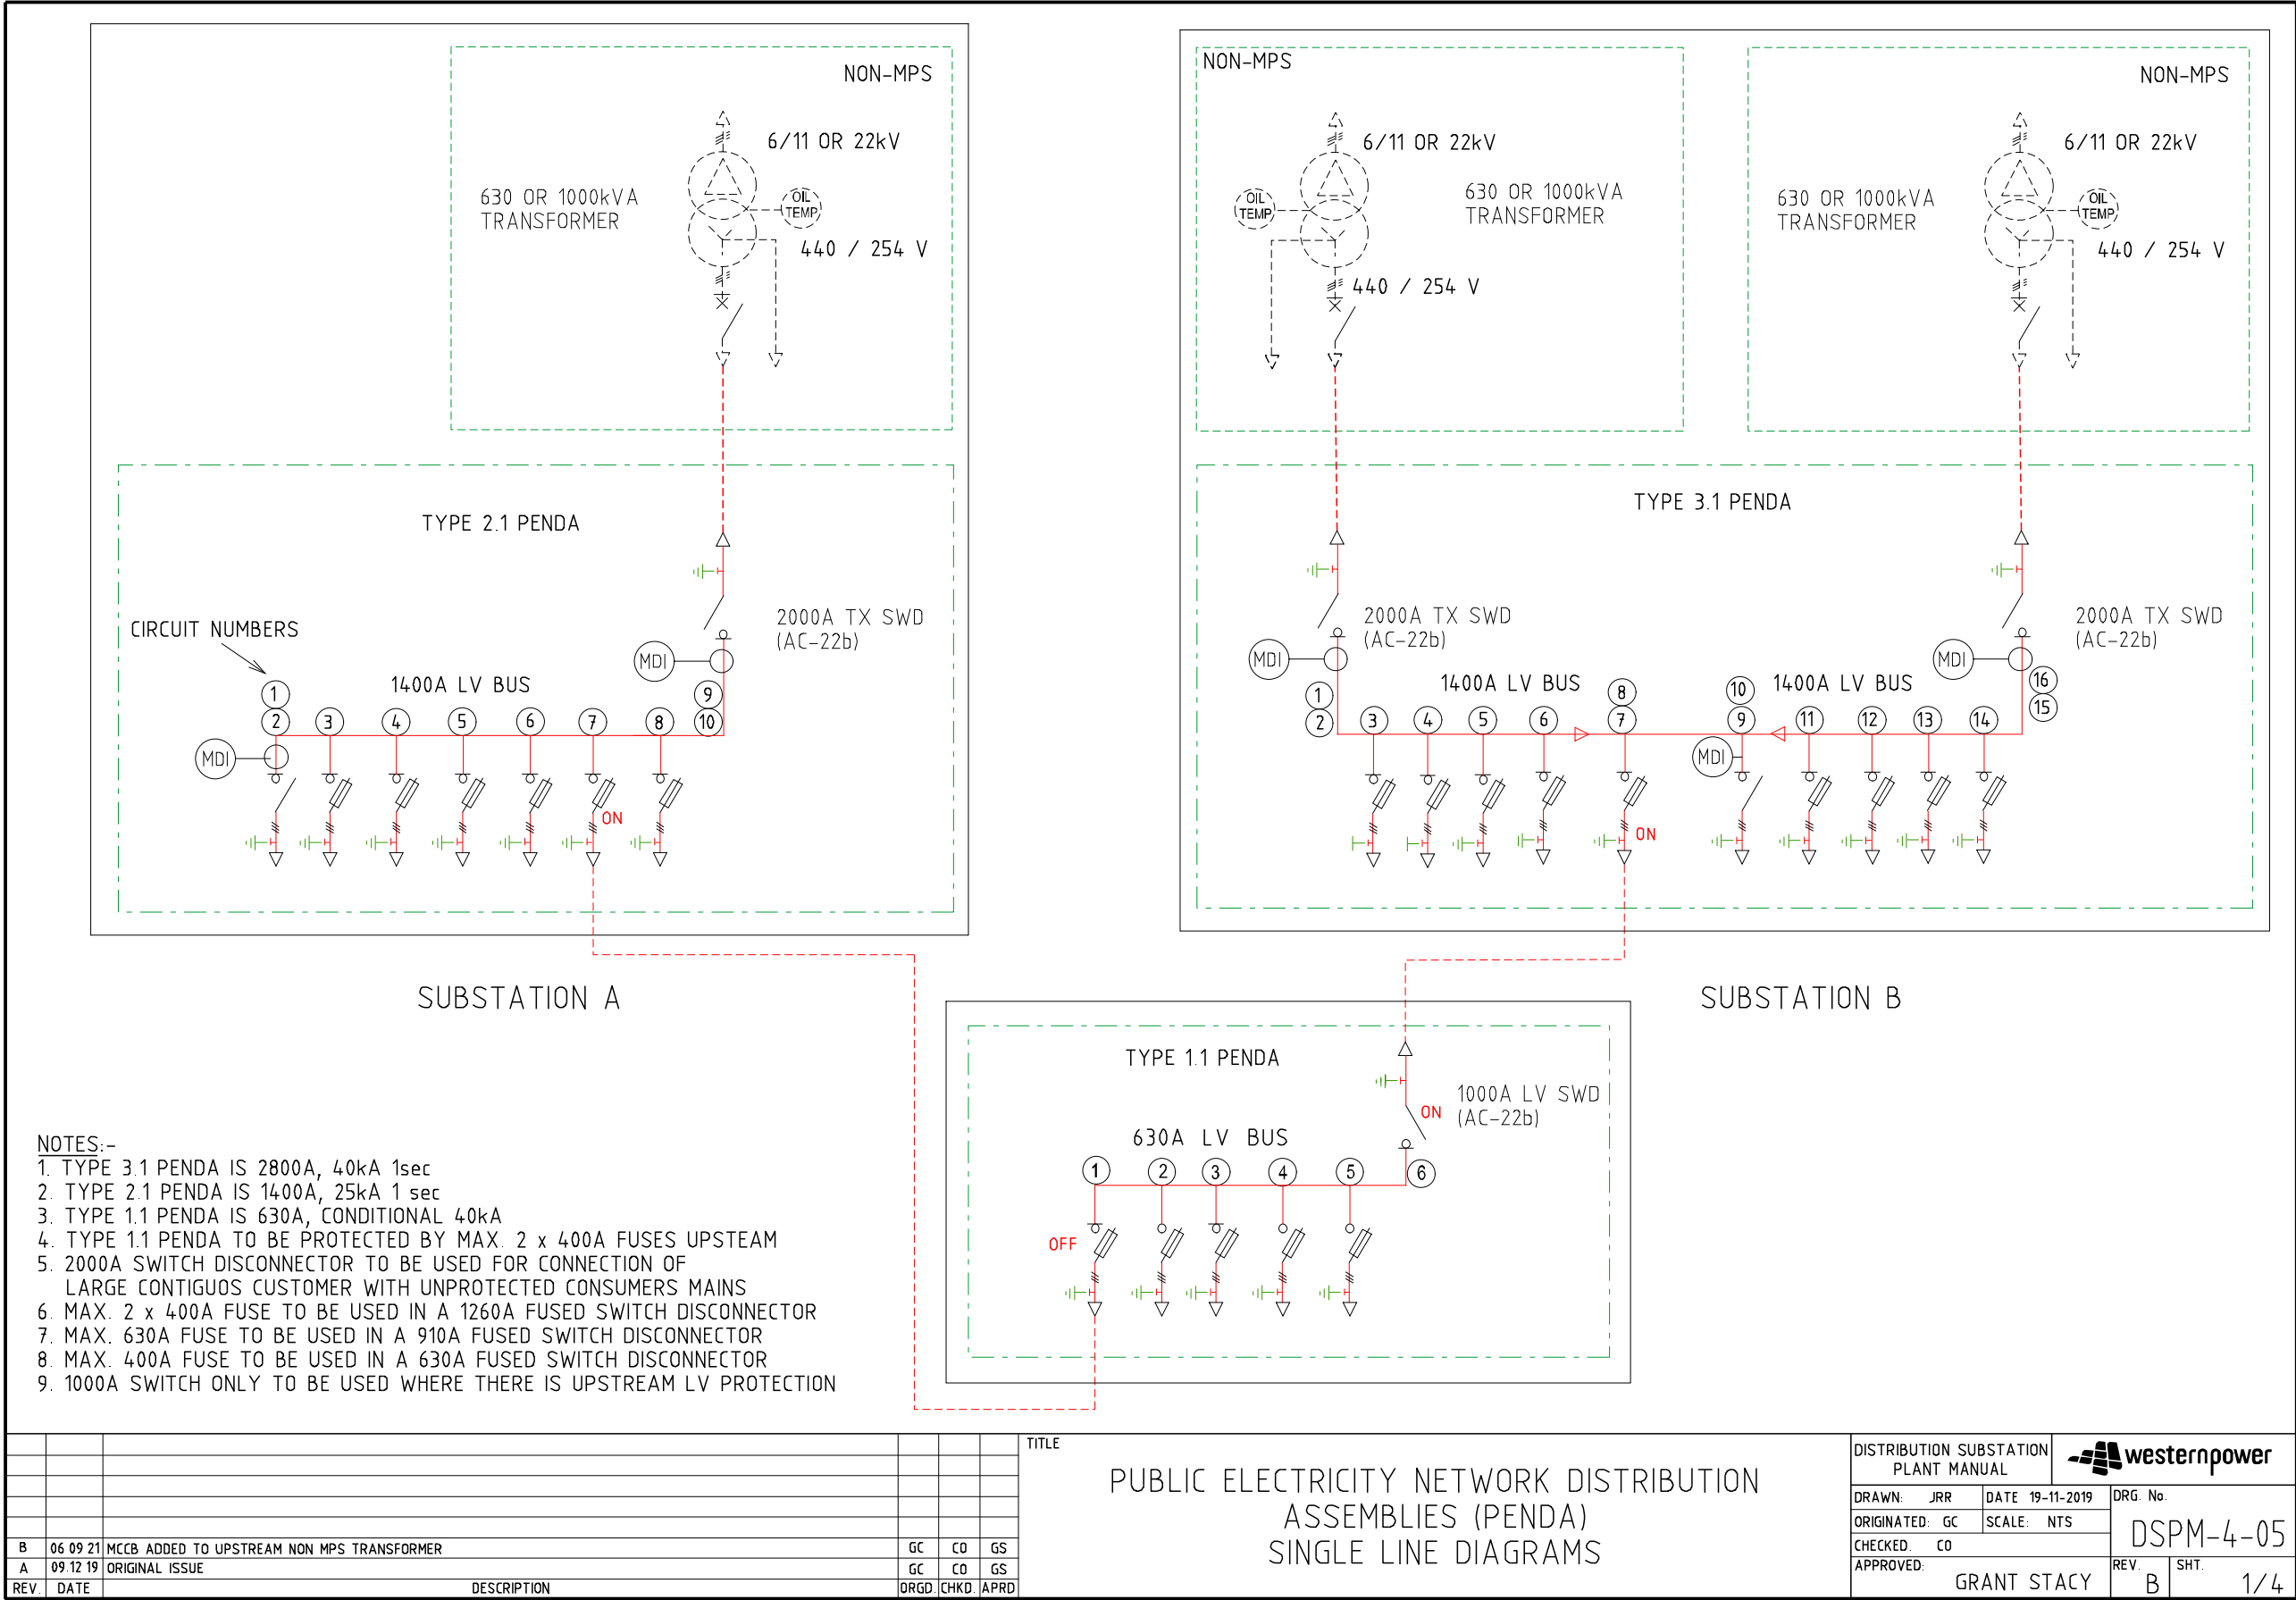 NON-MPS
6/11 OR 22kV
630 OR 1000kVA
TRANSFORMER
OIL
TEMP
440 / 254 V
TYPE 2.1 PENDA
2000A TX SWD
(AC-22b)
CIRCUIT NUMBERS
MDI
1400A LV BUS
1
9
2
3
4
5
6
7
8
10
MDI
ON
SUBSTATION A
NON-MPS
6/11 OR 22kV
630 OR 1000kVA
TRANSFORMER
OIL
TEMP
440 / 254 V
NON-MPS
6/11 OR 22kV
630 OR 1000kVA
TRANSFORMER
OIL
TEMP
440 / 254 V
TYPE 3.1 PENDA
2000A TX SWD
(AC-22b)
2000A TX SWD
(AC-22b)
MDI
MDI
1400A LV BUS
1400A LV BUS
1
8
10
16
2
3
4
5
6
7
9
11
12
13
14
15
MDI
ON
SUBSTATION B
TYPE 1.1 PENDA
1000A LV SWD
(AC-22b)
ON
630A LV BUS
1
2
3
4
5
6
OFF
NOTES:-
1. TYPE 3.1 PENDA IS 2800A, 40kA 1sec
2. TYPE 2.1 PENDA IS 1400A, 25kA 1 sec
3. TYPE 1.1 PENDA IS 630A, CONDITIONAL 40kA
4. TYPE 1.1 PENDA TO BE PROTECTED BY MAX. 2 x 400A FUSES UPSTEAM
5. 2000A SWITCH DISCONNECTOR TO BE USED FOR CONNECTION OF
LARGE CONTIGUOS CUSTOMER WITH UNPROTECTED CONSUMERS MAINS
6. MAX. 2 x 400A FUSE TO BE USED IN A 1260A FUSED SWITCH DISCONNECTOR
7. MAX. 630A FUSE TO BE USED IN A 910A FUSED SWITCH DISCONNECTOR
8. MAX. 400A FUSE TO BE USED IN A 630A FUSED SWITCH DISCONNECTOR
9. 1000A SWITCH ONLY TO BE USED WHERE THERE IS UPSTREAM LV PROTECTION
B 06 09 21 MCCB ADDED TO UPSTREAM NON MPS TRANSFORMER GC CO GS
A 09.12 19 ORIGINAL ISSUE GC CO GS
REV. DATE DESCRIPTION ORGD. CHKD. APRD
TITLE
PUBLIC ELECTRICITY NETWORK DISTRIBUTION
ASSEMBLIES (PENDA)
SINGLE LINE DIAGRAMS
DISTRIBUTION SUBSTATION
PLANT MANUAL
westernpower
DRAWN: JRR DATE 19-11-2019
ORIGINATED: GC SCALE: NTS
CHECKED. CO
APPROVED:
GRANT STACY
DRG. No.
DSPM-4-05
REV.
B
SHT.
1/4